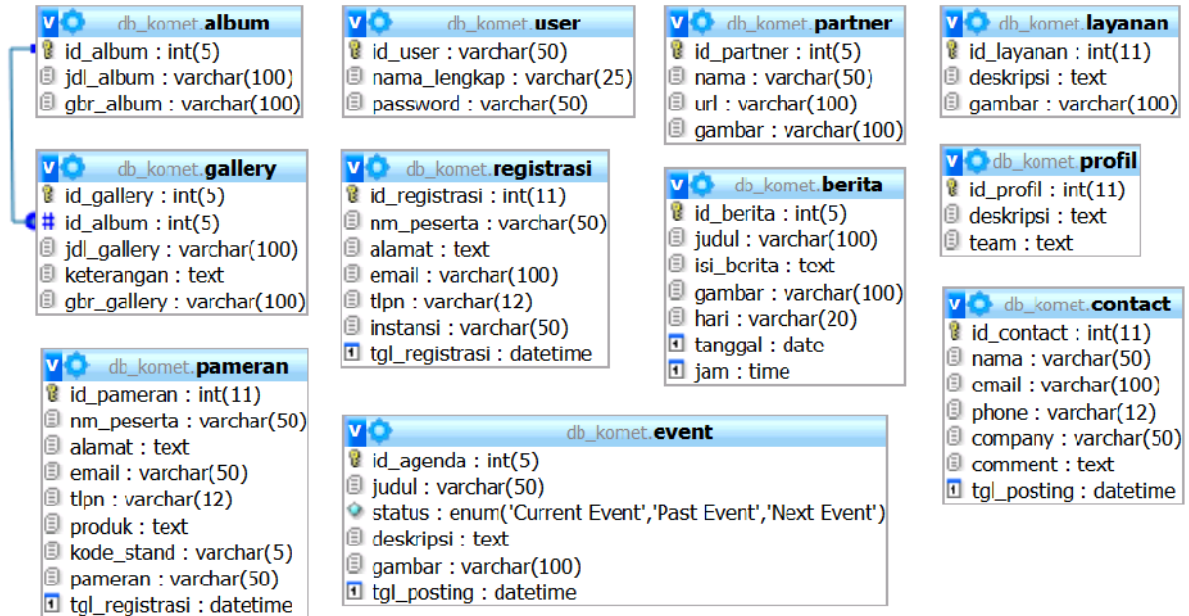 db_komet.album
id_album : int(5)
jdl_album : varchar(100)
gbr_album : varchar(100)
db_komet.user
id_user : varchar(50)
nama_lengkap : varchar(25)
password : varchar(50)
db_komet.partner
id_partner : int(5)
nama : varchar(50)
url : varchar(100)
gambar : varchar(100)
db_komet.layanan
id_layanan : int(11)
deskripsi : text
gambar : varchar(100)
db_komet.gallery
id_gallery : int(5)
# id_album : int(5)
jdl_gallery : varchar(100)
keterangan : text
gbr_gallery : varchar(100)
db_komet.registrasi
id_registrasi : int(11)
nm_peserta : varchar(50)
alamat : text
email : varchar(100)
tlpn : varchar(12)
instansi : varchar(50)
tgl_registrasi : datetime
db_komet.berita
id_berita : int(5)
judul : varchar(100)
isi_berita : text
gambar : varchar(100)
hari : varchar(20)
tanggal : date
jam : time
db_komet.profil
id_profil : int(11)
deskripsi : text
team : text
db_komet.contact
id_contact : int(11)
nama : varchar(50)
email : varchar(100)
phone : varchar(12)
company : varchar(50)
comment : text
tgl_posting : datetime
db_komet.pameran
id_pameran : int(11)
nm_peserta : varchar(50)
alamat : text
email : varchar(50)
tlpn : varchar(12)
produk : text
kode_stand : varchar(5)
pameran : varchar(50)
tgl_registrasi : datetime
db_komet.event
id_agenda : int(5)
judul : varchar(50)
status : enum('Current Event','Past Event','Next Event')
deskripsi : text
gambar : varchar(100)
tgl_posting : datetime